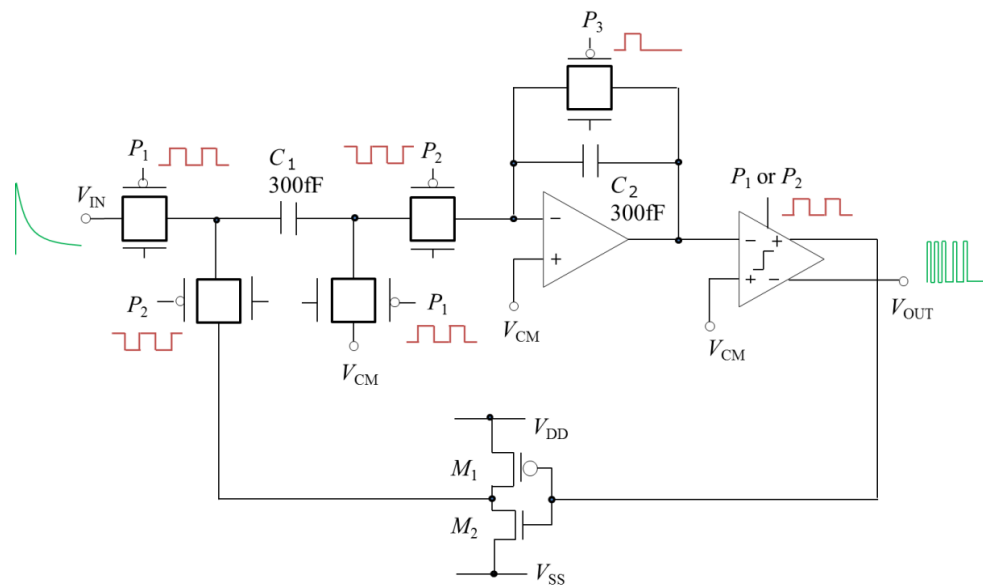 P3
P1
C1
300fF
P2
C2
300fF
P1 or P2
VIN
−
+
− +
+ −
P2
P1
VCM
VCM
VCM
VOUT
VDD
M1
M2
VSS